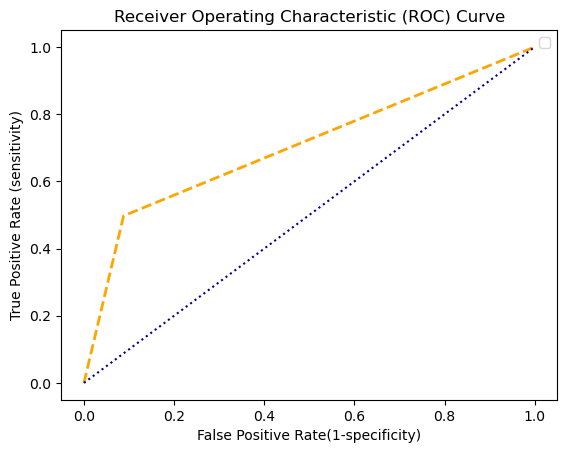 Receiver Operating Characteristic (ROC) Curve
True Positive Rate (sensitivity)
1.0
0.8
0.6
0.4
0.2
0.0
0.0 0.2 0.4 0.6 0.8 1.0
False Positive Rate(1-specificity)